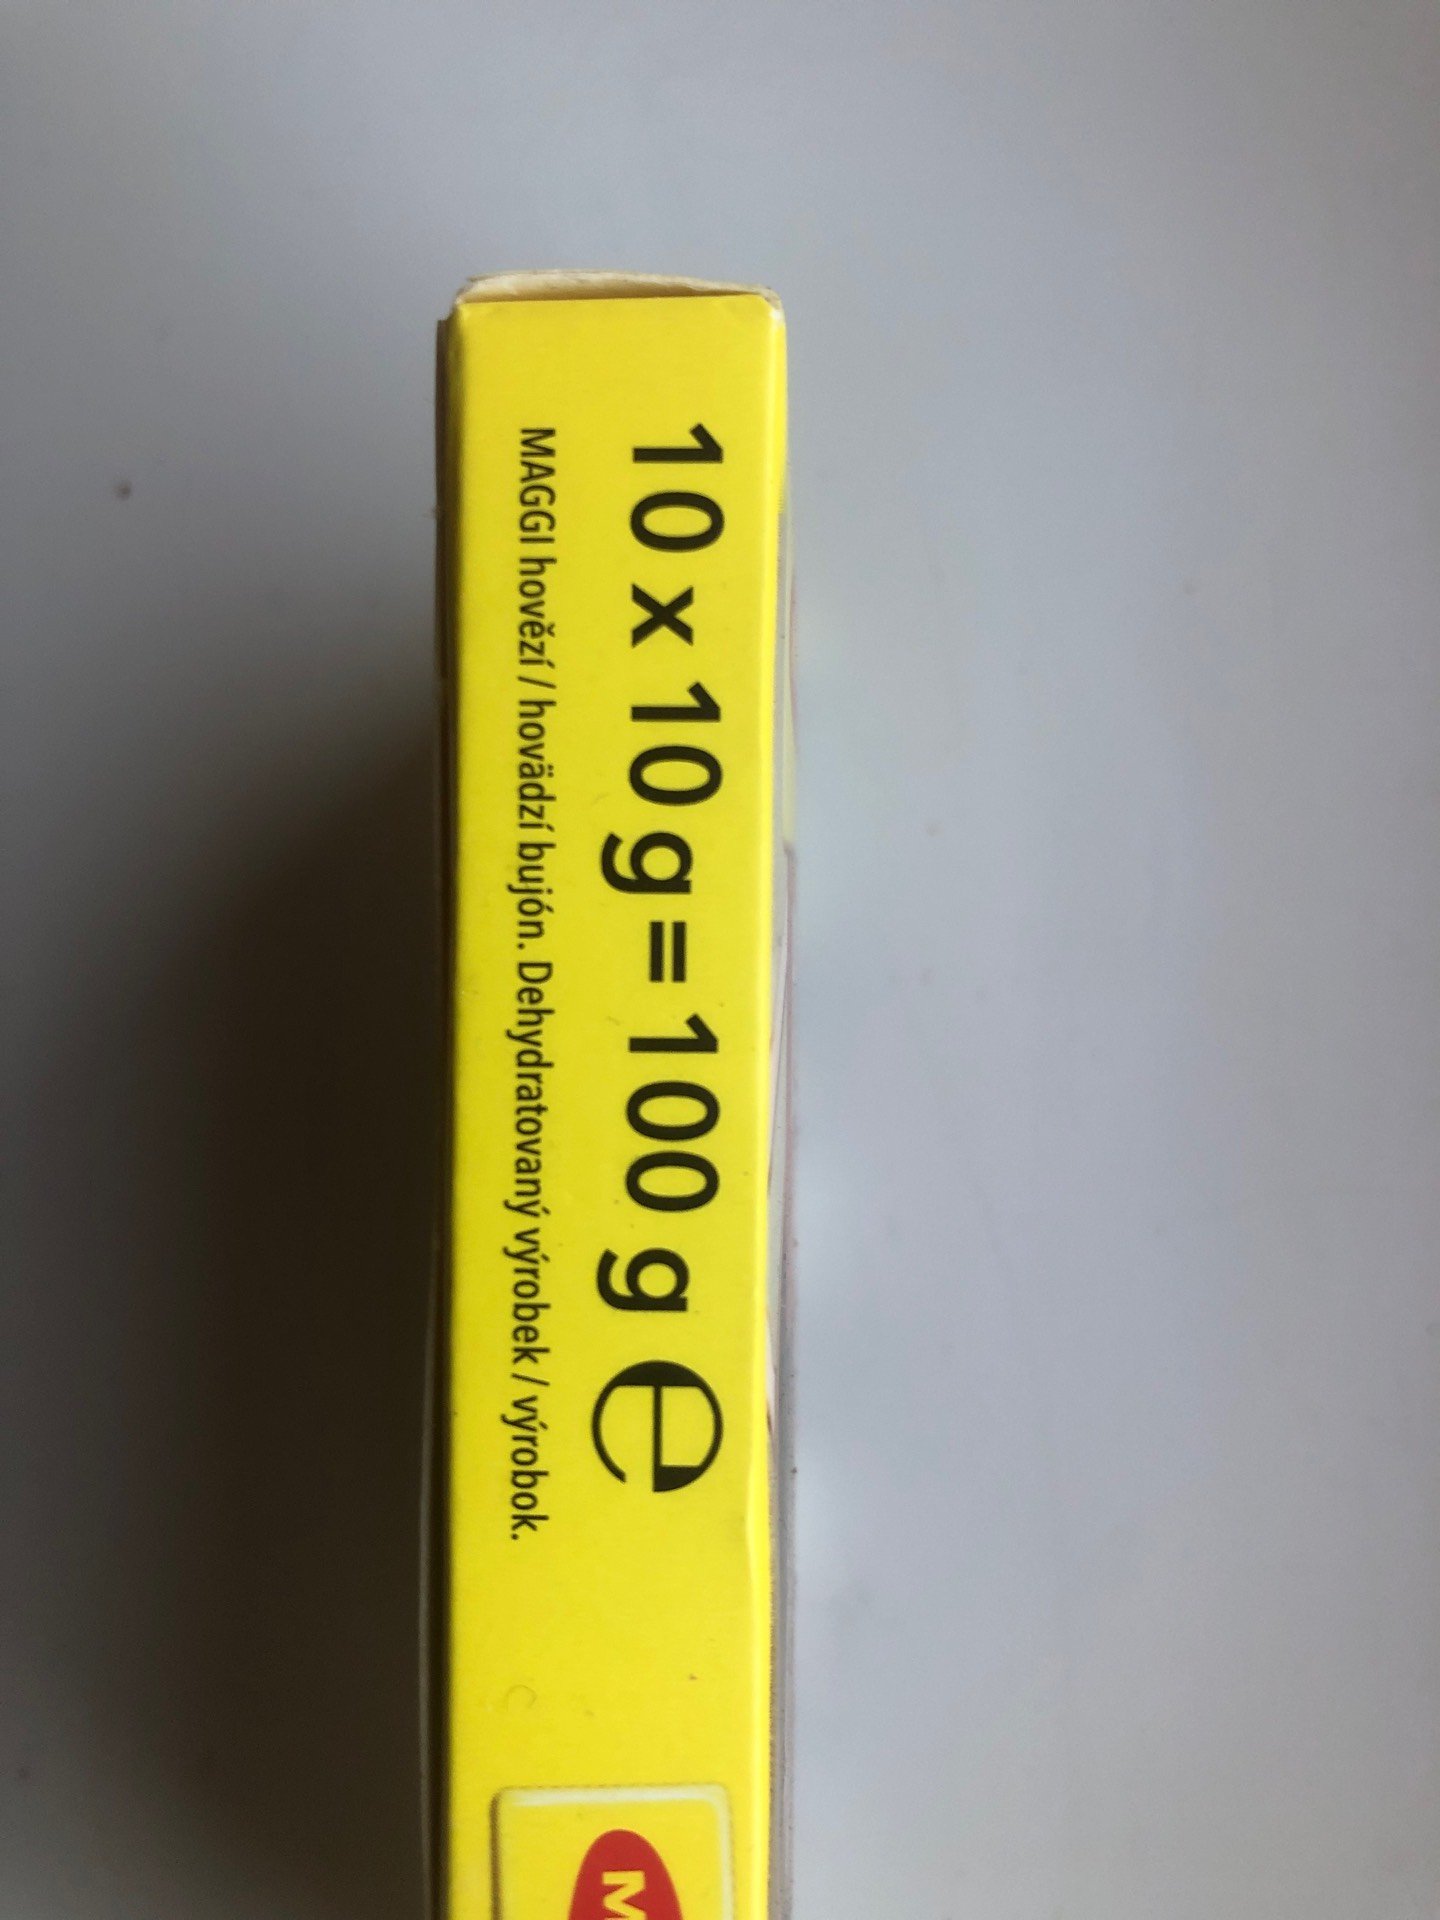 10 x 10 g = 100 g ℮
MAGGI hovězí / hovädzí bujón. Dehydratovaný výrobek / výrobok.
M